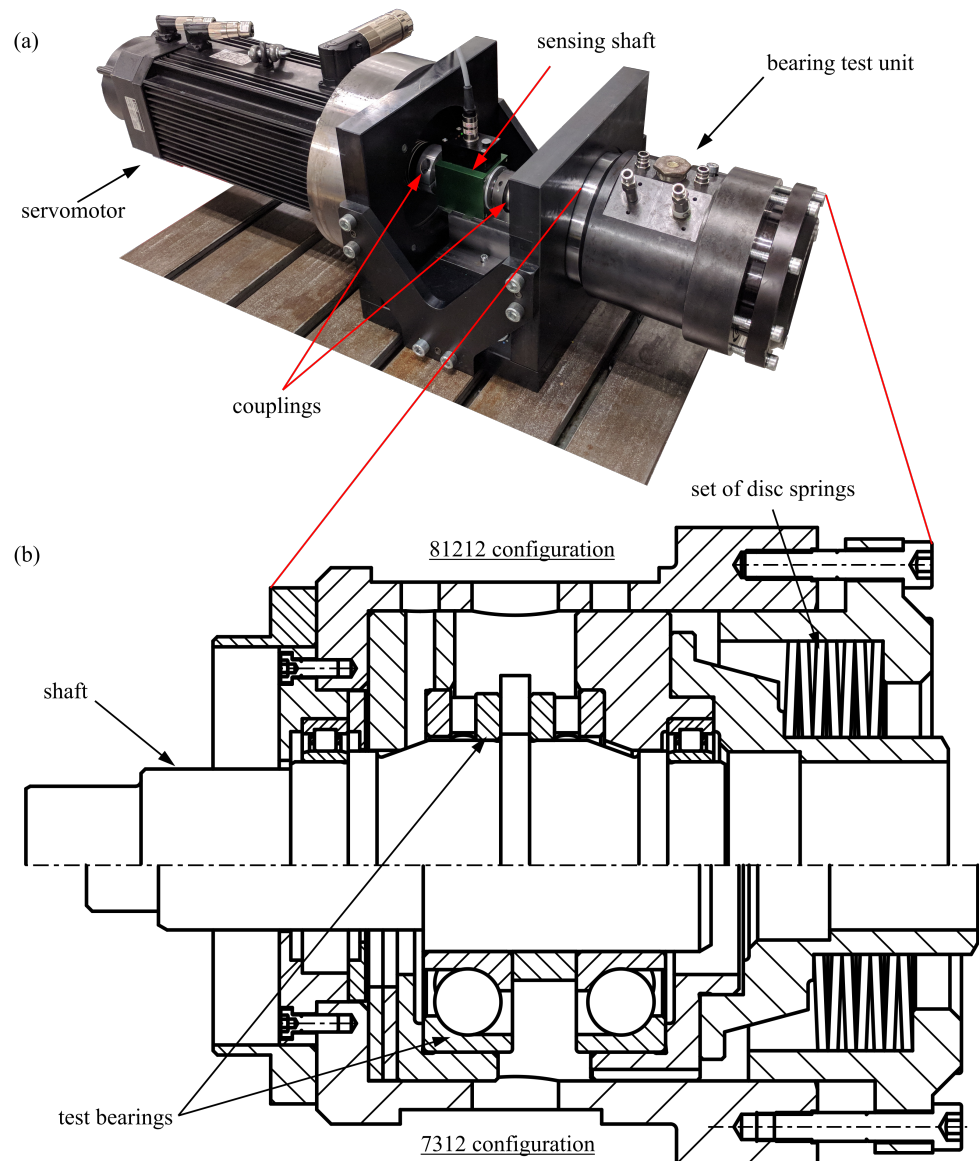 (a)
sensing shaft
bearing test unit
servomotor
couplings
set of disc springs
(b)
81212 configuration
shaft
test bearings
7312 configuration